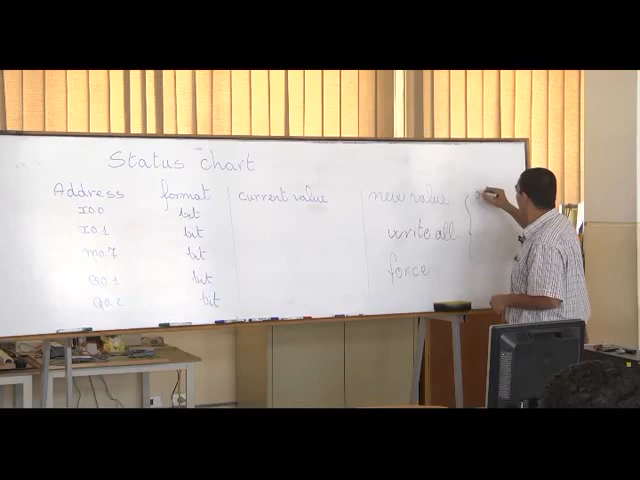 Status chart
Address format current value new value
I0.0 bit
I0.1 bit write all
m0.7 bit
force
Q0.1 bit
Q0.2 bit